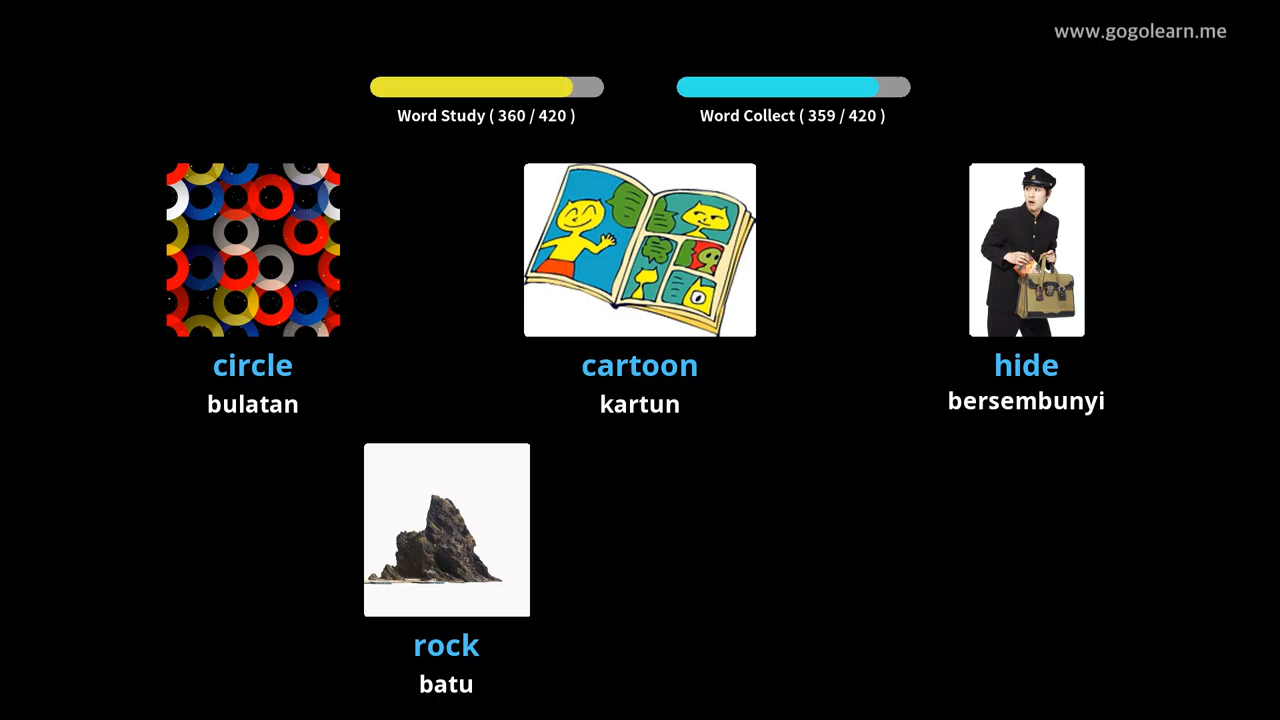 www.gogolearn.me
Word Study ( 360 / 420 )
Word Collect ( 359 / 420 )
circle
bulatan
cartoon
kartun
hide
bersembunyi
rock
batu